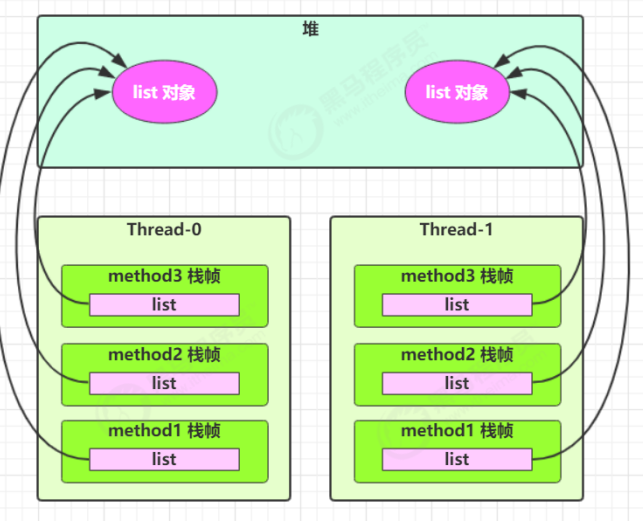 堆
list 对象
list 对象
黑马程序员
Thread-0
Thread-1
method3 栈帧
list
method2 栈帧
list
method1 栈帧
list
method3 栈帧
list
method2 栈帧
list
method1 栈帧
list